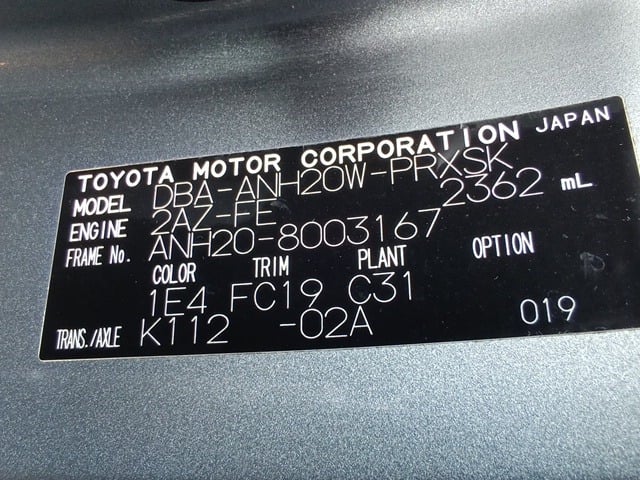 TOYOTA MOTOR CORPORATION JAPAN
MODEL DBA-ANH20W-PRXSK
ENGINE 2AZ-FE 2362 mL
FRAME No. ANH20-8003167
COLOR TRIM PLANT OPTION
1E4 FC19 C31
TRANS./AXLE K112 -02A 019